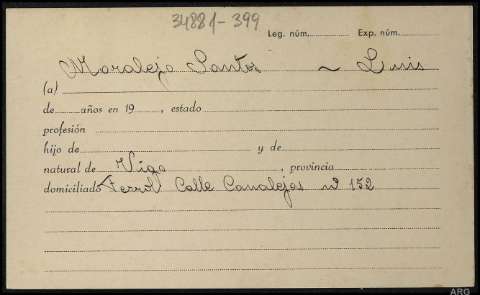 34881-399
Leg. núm. Exp. núm.
Moralejo Santos ~ Luis
(a)
de años en 19 , estado
profesión
hijo de y de
natural de Vigo , provincia
domiciliado Ferrol Calle Canalejas nº 152
ARG